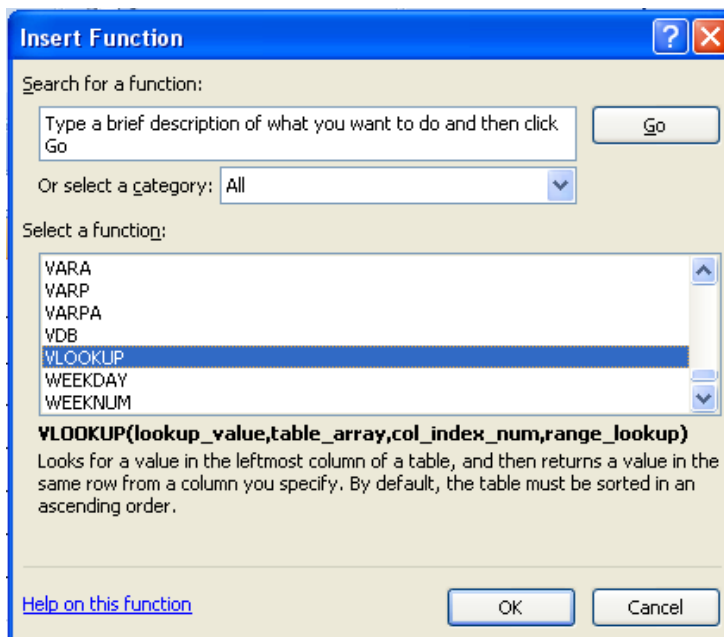 Insert Function
Search for a function:
Type a brief description of what you want to do and then click
Go
Go
Or select a category: All
Select a function:
VARA
VARP
VARPA
VDB
VLOOKUP
WEEKDAY
WEEKNUM
VLOOKUP(lookup_value,table_array,col_index_num,range_lookup)
Looks for a value in the leftmost column of a table, and then returns a value in the
same row from a column you specify. By default, the table must be sorted in an
ascending order.
Help on this function OK Cancel